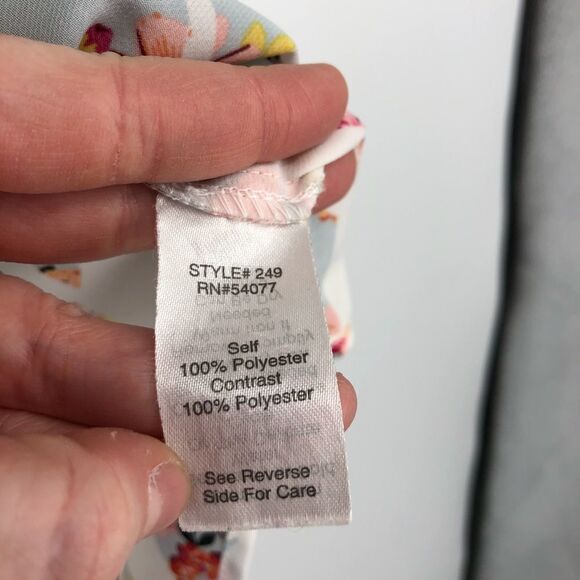 STYLE# 249
RN#54077
Self
100% Polyester
Contrast
100% Polyester
See Reverse
Side For Care